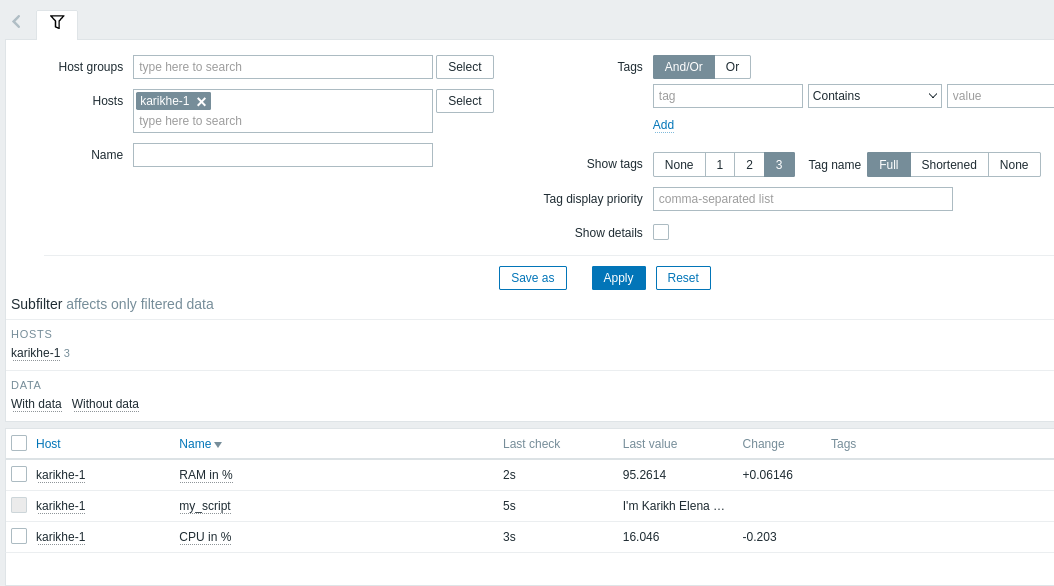 Host groups type here to search Select Tags And/Or Or
Hosts karikhe-1 Select tag Contains value
type here to search
Add
Name
Show tags None 1 2 3 Tag name Full Shortened None
Tag display priority comma-separated list
Show details
Save as Apply Reset
Subfilter affects only filtered data
HOSTS
karikhe-1 3
DATA
With data Without data
Host Name Last check Last value Change Tags
karikhe-1 RAM in % 2s 95.2614 +0.06146
karikhe-1 my_script 5s I'm Karikh Elena …
karikhe-1 CPU in % 3s 16.046 -0.203